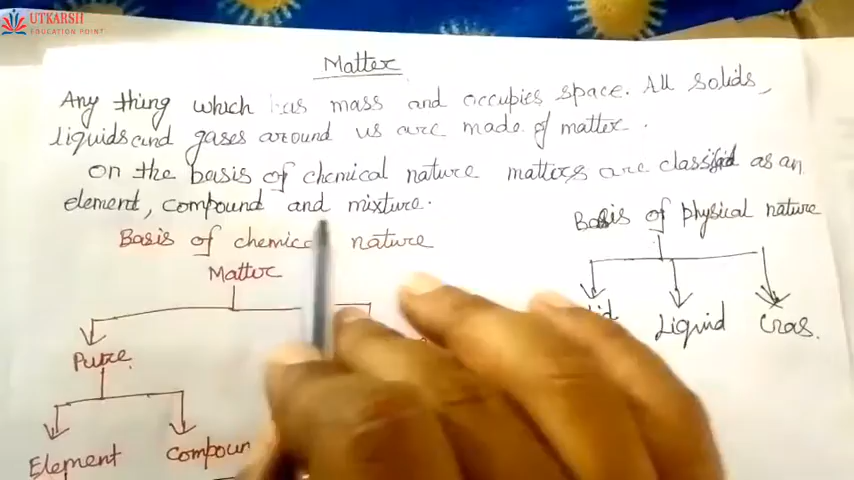 UTKARSH
EDUCATION POINT
Matter
Any thing which has mass and occupies space. All solids,
liquids and gases around us are made of matter.
on the basis of chemical nature matters are classified as an
element, compound and mixture.
Basis of physical nature
Basis of chemical nature
Matter
Liquid Gas.
Pure
Element Compoun